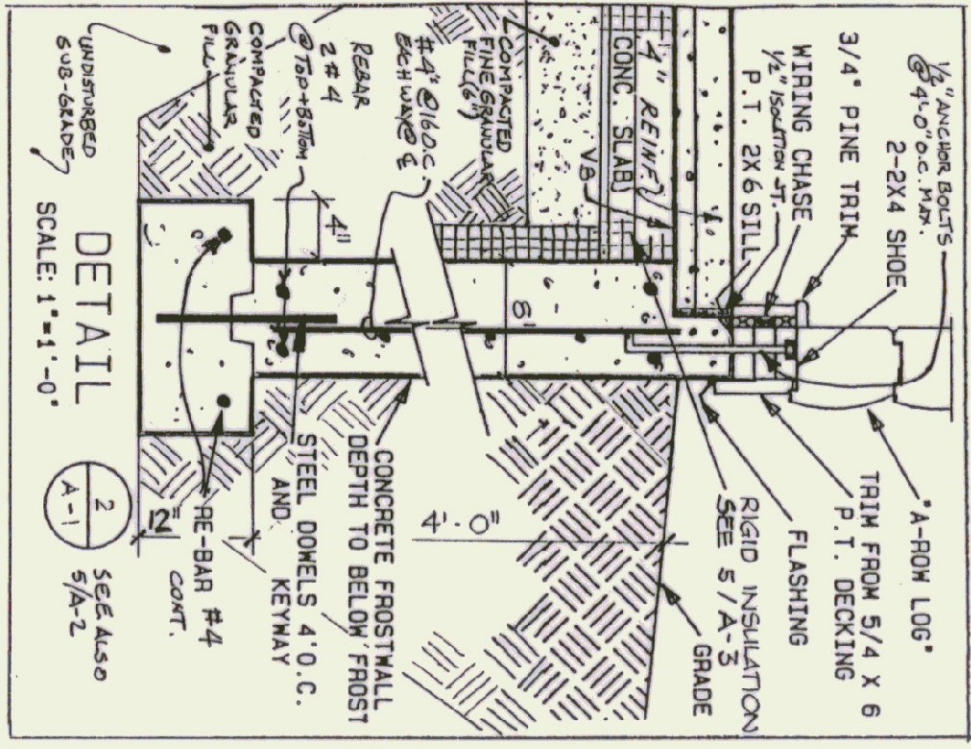 1/2" ANCHOR BOLTS
@ 4'-0" O.C. MAX.
2-2X4 SHOE
3/4" PINE TRIM
WIRING CHASE
1/2" ISOLATION JT.
P.T. 2X6 SILL
4" REINF
CONC. SLAB
VB
COMPACTED
FINE GRANULAR
FILL (6")
#4 @ 16 O.C.
EACH WAY @ ℄
REBAR
2 # 4
@ TOP + BOTTOM
COMPACTED
GRANULAR
FILL
UNDISTURBED
SUB-GRADE
"A-ROW LOG"
TRIM FROM 5/4 X 6
P.T. DECKING
FLASHING
RIGID INSULATION
SEE 5/A-3
GRADE
8"
4"
4'-0"
CONCRETE FROSTWALL
DEPTH TO BELOW FROST
STEEL DOWELS 4'O.C.
AND KEYWAY
RE-BAR #4
CONT.
12"
DETAIL
SCALE: 1"=1'-0"
2
A-1
SEE ALSO
5/A-2